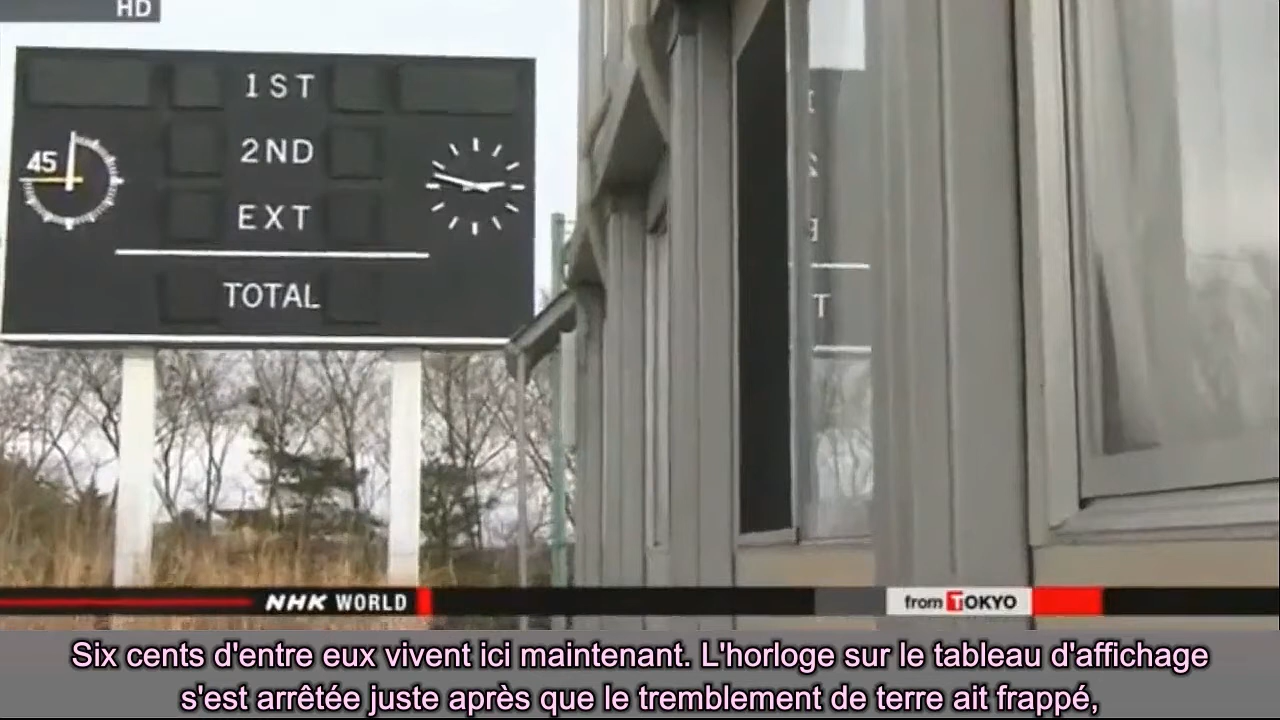 HD
1ST
2ND
EXT
TOTAL
45
T
NHK WORLD
from TOKYO
Six cents d'entre eux vivent ici maintenant. L'horloge sur le tableau d'affichage
s'est arrêtée juste après que le tremblement de terre ait frappé,